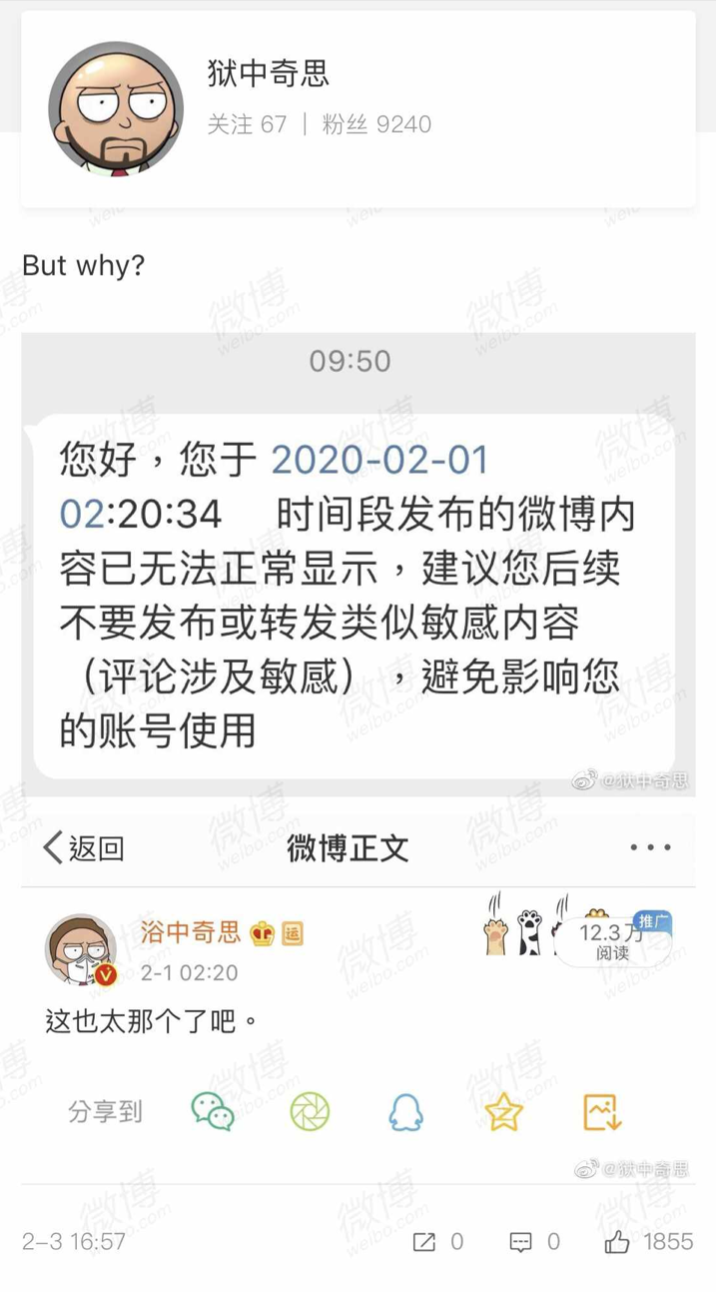 狱中奇思
关注 67 | 粉丝 9240
But why?
09:50
您好，您于 2020-02-01
02:20:34 时间段发布的微博内
容已无法正常显示，建议您后续
不要发布或转发类似敏感内容
（评论涉及敏感），避免影响您
的账号使用
@狱中奇思
返回 微博正文
浴中奇思 运
推广
12.3万
阅读
2-1 02:20
这也太那个了吧。
分享到
@狱中奇思
2-3 16:57 0 0 1855
微博
weibo.com